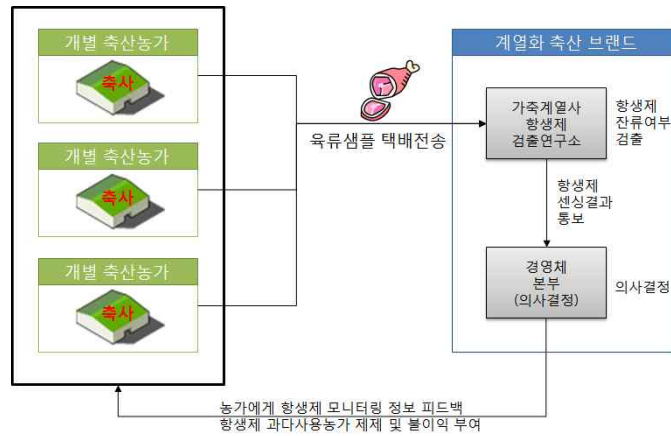 개별 축산농가
축사
개별 축산농가
축사
개별 축산농가
축사
육류샘플 택배전송
계열화 축산 브랜드
가축계열사
항생제
검출연구소
항생제
잔류여부
검출
항생제
센싱결과
통보
경영체
본부
(의사결정)
의사결정
농가에게 항생제 모니터링 정보 피드백
항생제 과다사용농가 제제 및 불이익 부여